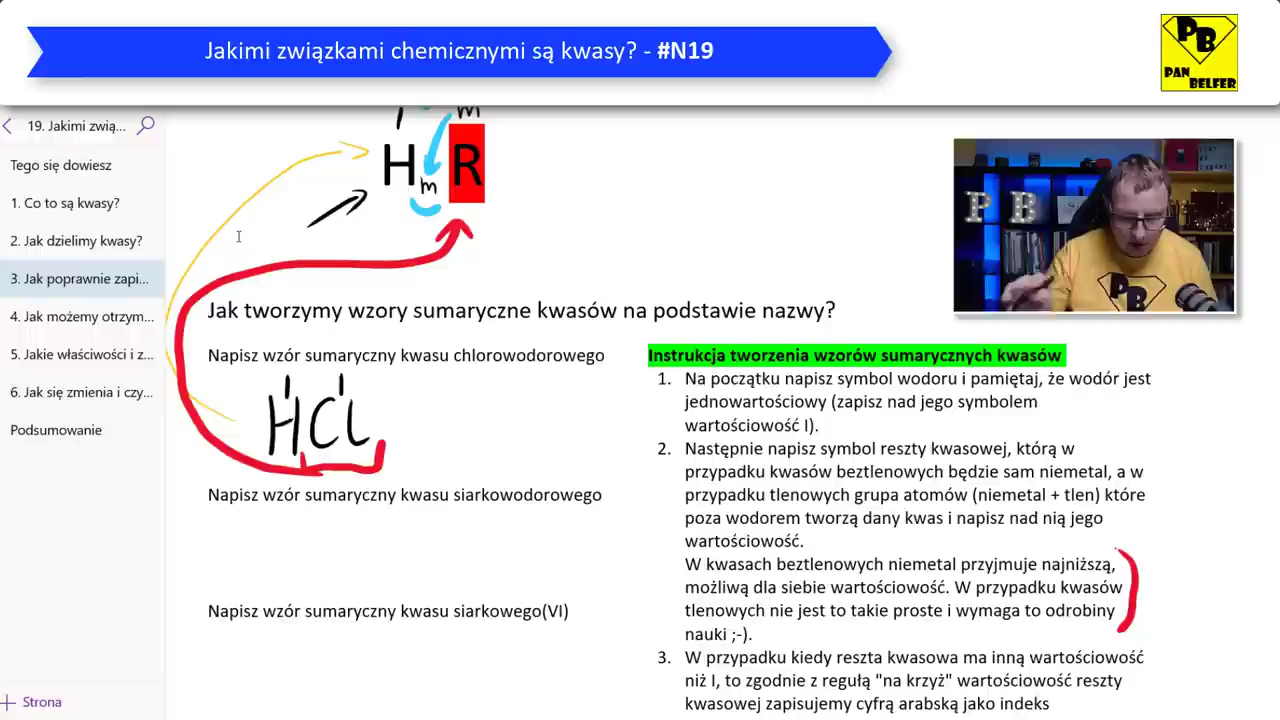 Jakimi związkami chemicznymi są kwasy? - #N19
PB
PAN
BELFER
19. Jakimi zwią...
Tego się dowiesz
1. Co to są kwasy?
2. Jak dzielimy kwasy?
3. Jak poprawnie zapi...
4. Jak możemy otrzym...
5. Jakie właściwości i z...
6. Jak się zmienia i czy...
Podsumowanie
Strona
I m
H m R
P B
PB
Jak tworzymy wzory sumaryczne kwasów na podstawie nazwy?
Napisz wzór sumaryczny kwasu chlorowodorowego
I I
HCl
Napisz wzór sumaryczny kwasu siarkowodorowego
Napisz wzór sumaryczny kwasu siarkowego(VI)
Instrukcja tworzenia wzorów sumarycznych kwasów
1. Na początku napisz symbol wodoru i pamiętaj, że wodór jest
jednowartościowy (zapisz nad jego symbolem
wartościowość I).
2. Następnie napisz symbol reszty kwasowej, którą w
przypadku kwasów beztlenowych będzie sam niemetal, a w
przypadku tlenowych grupa atomów (niemetal + tlen) które
poza wodorem tworzą dany kwas i napisz nad nią jego
wartościowość.
W kwasach beztlenowych niemetal przyjmuje najniższą,
możliwą dla siebie wartościowość. W przypadku kwasów
tlenowych nie jest to takie proste i wymaga to odrobiny
nauki ;-).
3. W przypadku kiedy reszta kwasowa ma inną wartościowość
niż I, to zgodnie z regułą "na krzyż" wartościowość reszty
kwasowej zapisujemy cyfrą arabską jako indeks